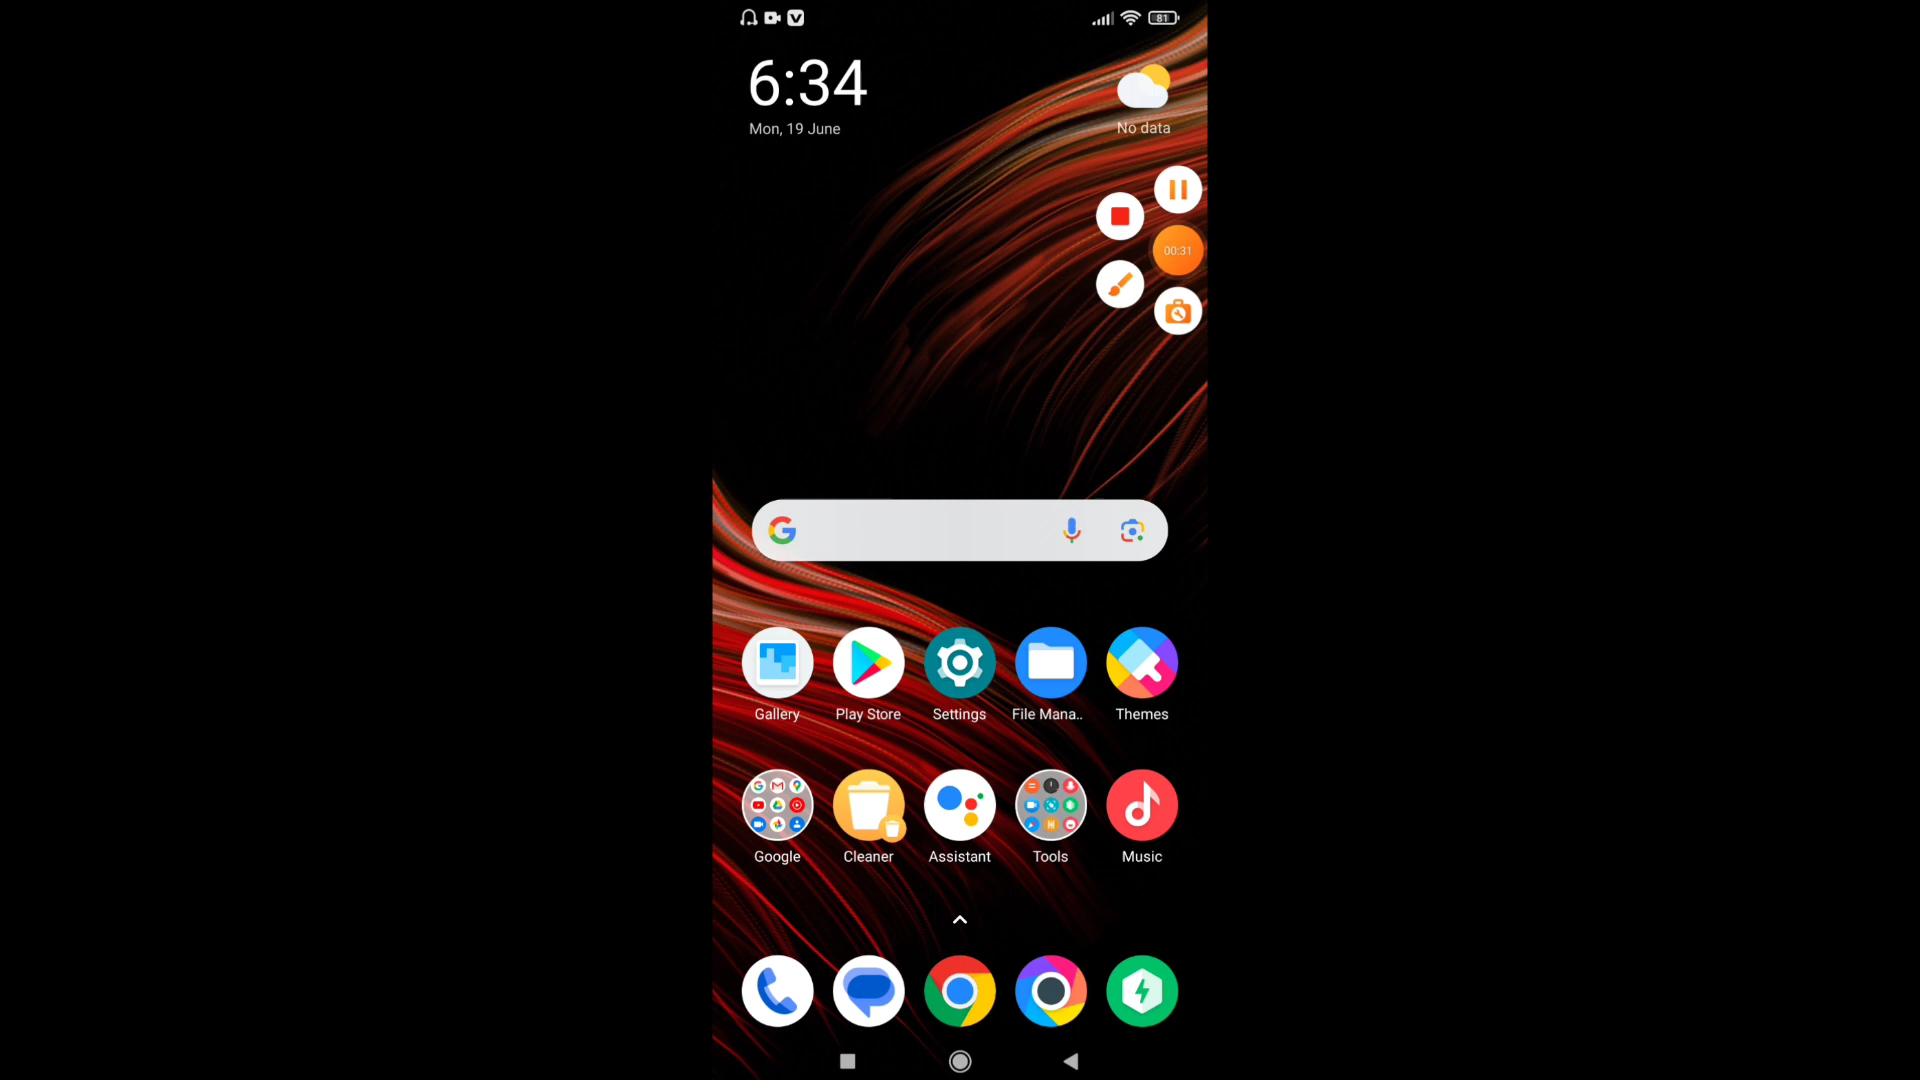 81
6:34
Mon, 19 June
No data
00:31
Gallery
Play Store
Settings
File Mana..
Themes
Google
Cleaner
Assistant
Tools
Music